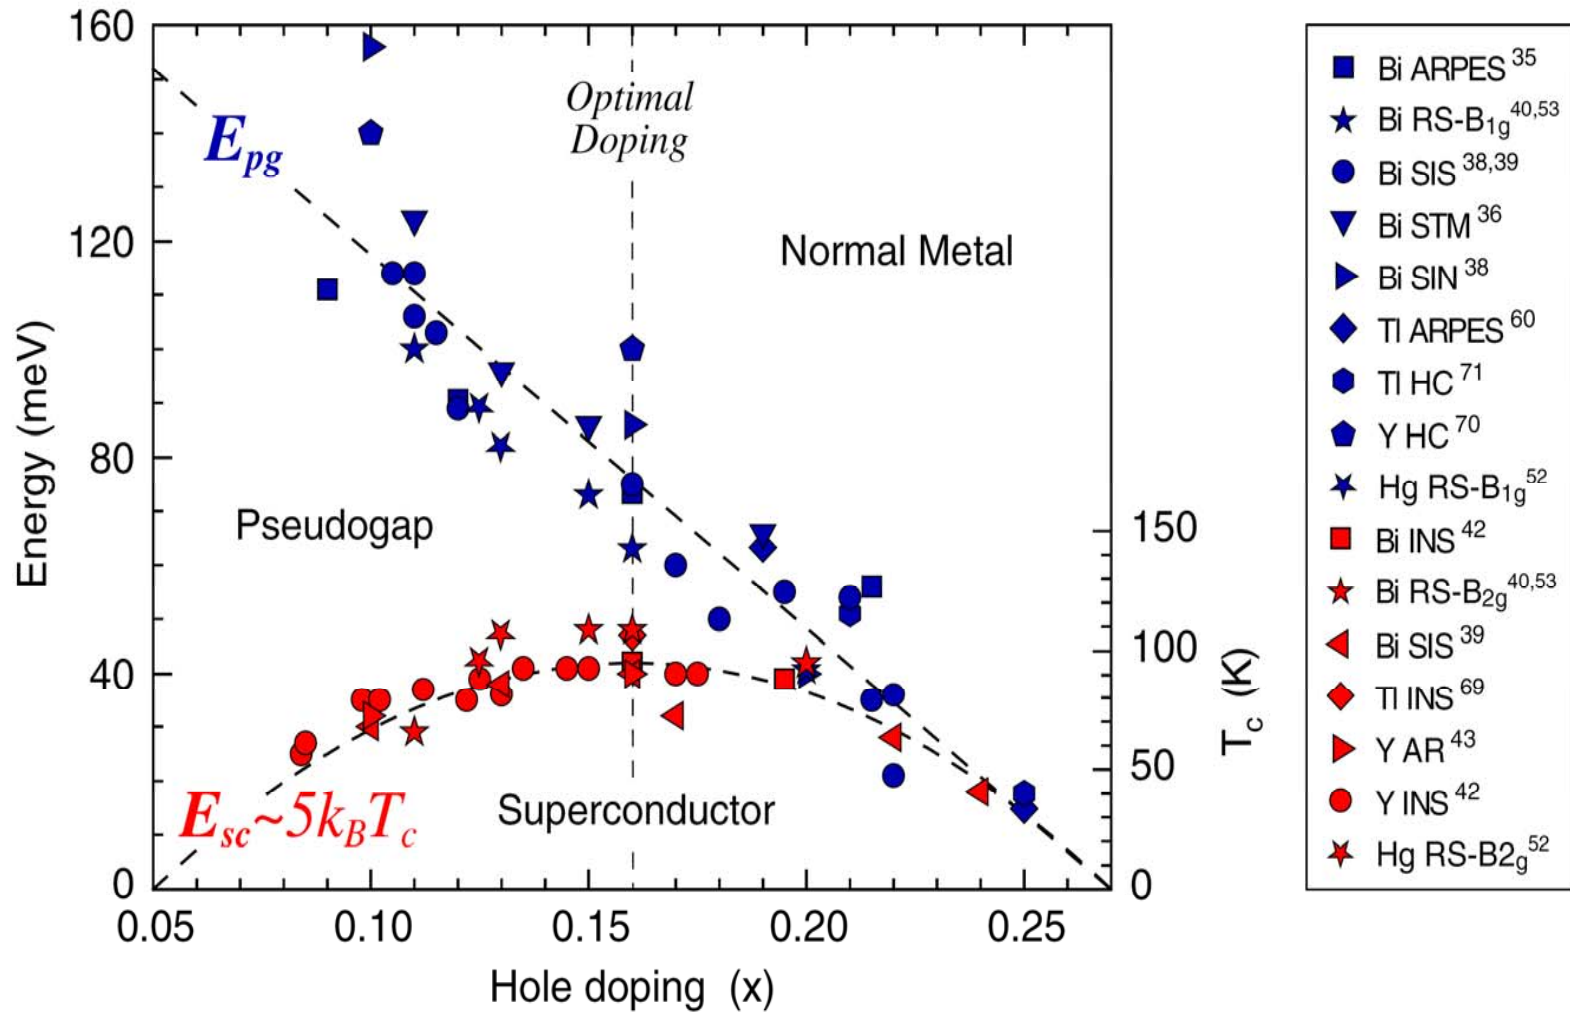 160
120
80
40
0
Energy (meV)
E_pg
Optimal
Doping
Normal Metal
Pseudogap
Superconductor
E_sc~5k_BT_c
150
100
50
0
T_c (K)
0.05 0.10 0.15 0.20 0.25
Hole doping (x)
Bi ARPES 35
Bi RS-B1g 40,53
Bi SIS 38,39
Bi STM 36
Bi SIN 38
Tl ARPES 60
Tl HC 71
Y HC 70
Hg RS-B1g 52
Bi INS 42
Bi RS-B2g 40,53
Bi SIS 39
Tl INS 69
Y AR 43
Y INS 42
Hg RS-B2g 52